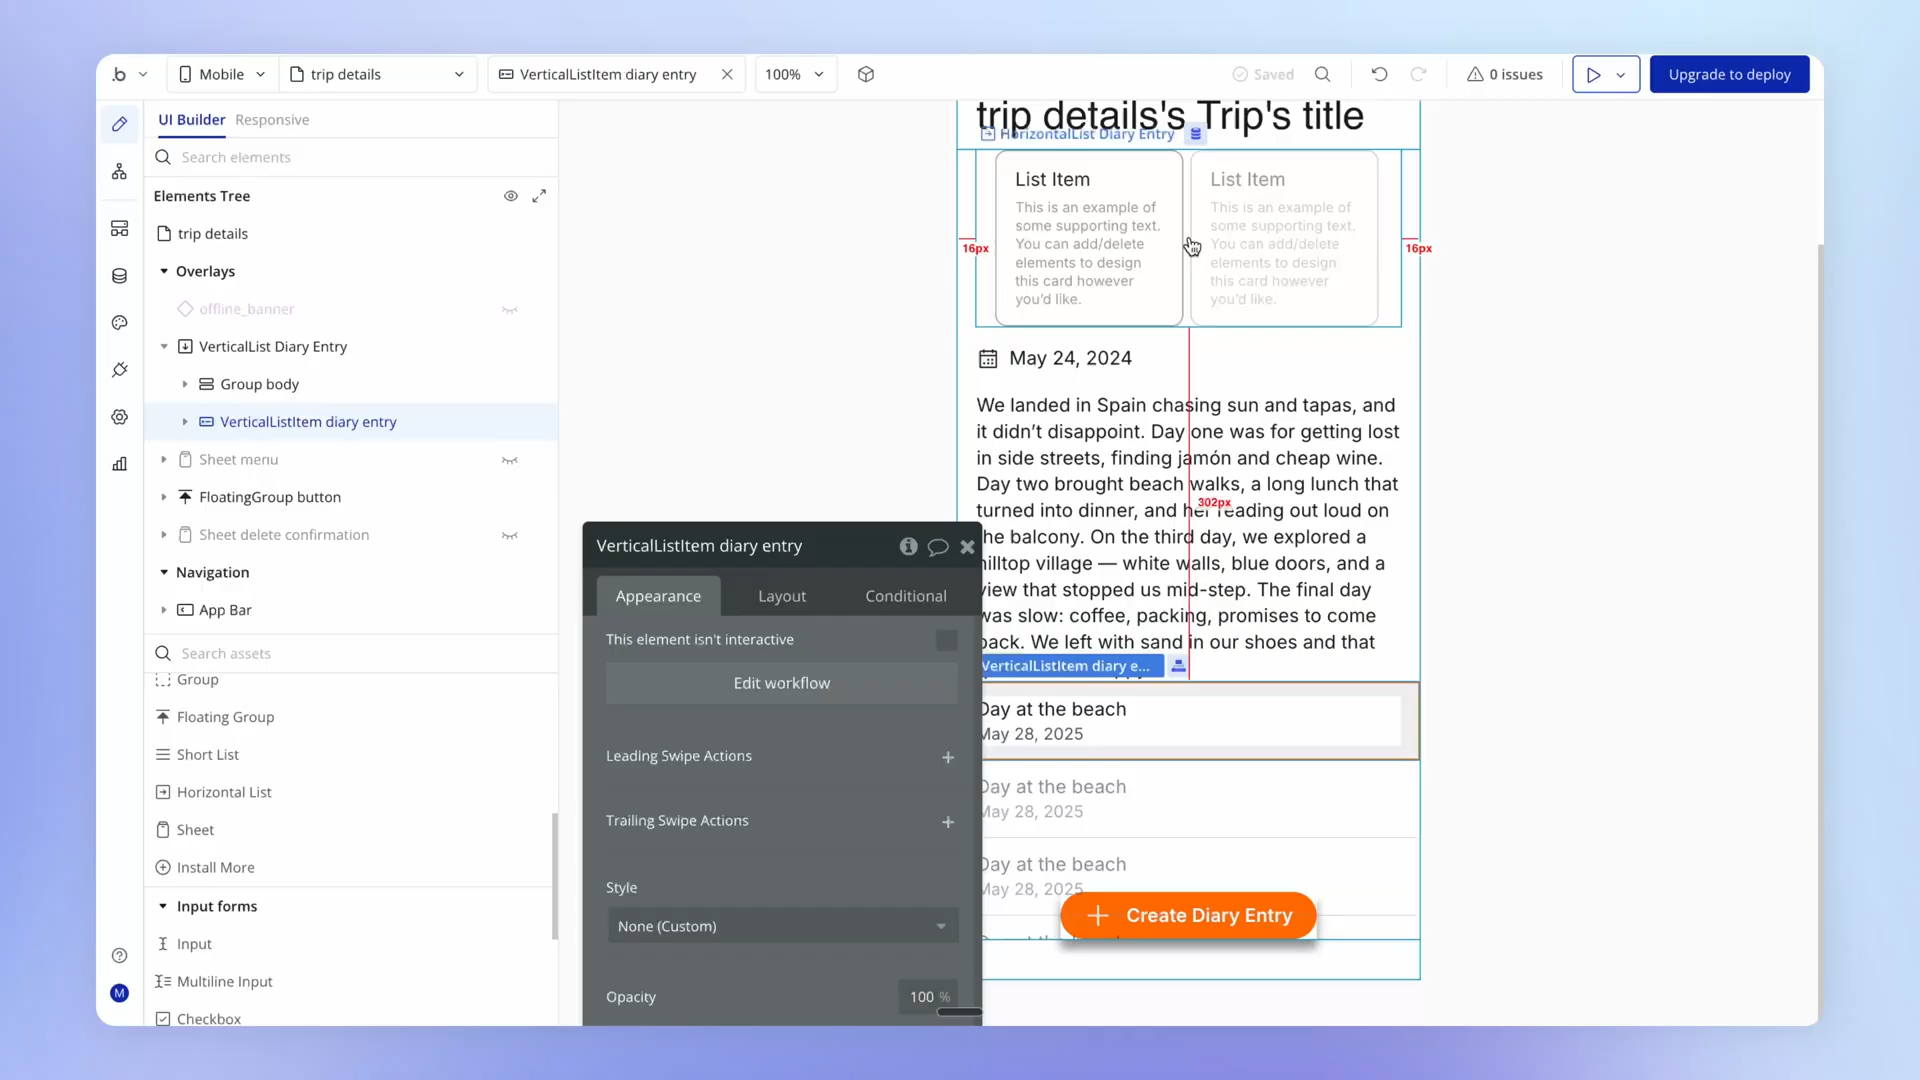 .b
Mobile
trip details
VerticalListItem diary entry
100%
Saved
0 issues
Upgrade to deploy
UI Builder
Responsive
Search elements
Elements Tree
trip details
Overlays
offline_banner
VerticalList Diary Entry
Group body
VerticalListItem diary entry
Sheet menu
FloatingGroup button
Sheet delete confirmation
Navigation
App Bar
Search assets
Group
Floating Group
Short List
Horizontal List
Sheet
Install More
Input forms
Input
Multiline Input
Checkbox
M
VerticalListItem diary entry
Appearance
Layout
Conditional
This element isn't interactive
Edit workflow
Leading Swipe Actions
Trailing Swipe Actions
Style
None (Custom)
Opacity
100 %
trip details's Trip's title
HorizontalList Diary Entry
List Item
This is an example of
some supporting text.
You can add/delete
elements to design
this card however
you'd like.
List Item
This is an example of
some supporting text.
You can add/delete
elements to design
this card however
you'd like.
16px
16px
May 24, 2024
We landed in Spain chasing sun and tapas, and
it didn't disappoint. Day one was for getting lost
in side streets, finding jamón and cheap wine.
Day two brought beach walks, a long lunch that
turned into dinner, and her reading out loud on
the balcony. On the third day, we explored a
hilltop village — white walls, blue doors, and a
view that stopped us mid-step. The final day
was slow: coffee, packing, promises to come
back. We left with sand in our shoes and that
302px
VerticalListItem diary e...
Day at the beach
May 28, 2025
Day at the beach
May 28, 2025
Day at the beach
May 28, 2025
Create Diary Entry